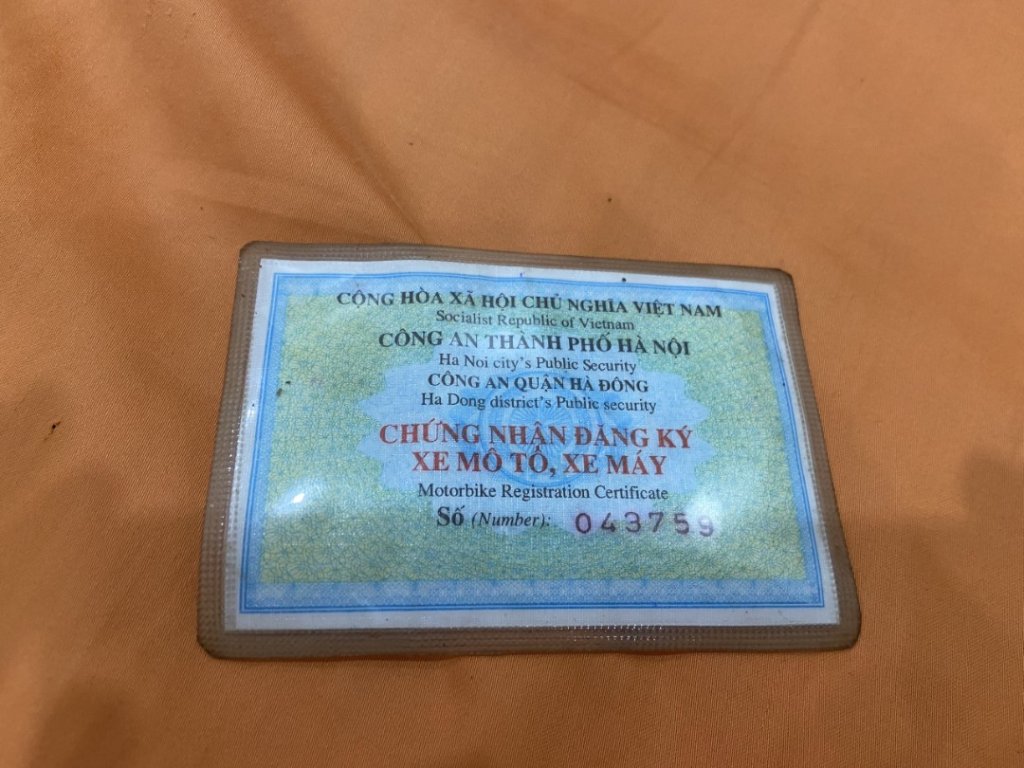 CỘNG HÒA XÃ HỘI CHỦ NGHĨA VIỆT NAM
Socialist Republic of Vietnam
CÔNG AN THÀNH PHỐ HÀ NỘI
Ha Noi city's Public Security
CÔNG AN QUẬN HÀ ĐÔNG
Ha Dong district's Public security
CHỨNG NHẬN ĐĂNG KÝ
XE MÔ TÔ, XE MÁY
Motorbike Registration Certificate
Số (Number): 043759